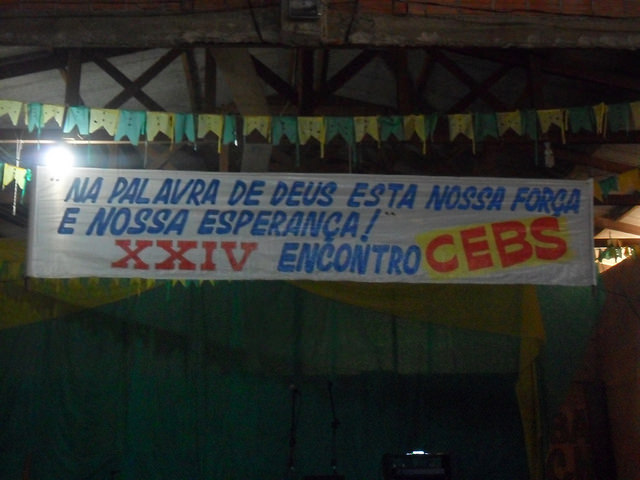 NA PALAVRA DE DEUS ESTA NOSSA FORÇA
E NOSSA ESPERANÇA!
XXIV ENCONTRO CEBS